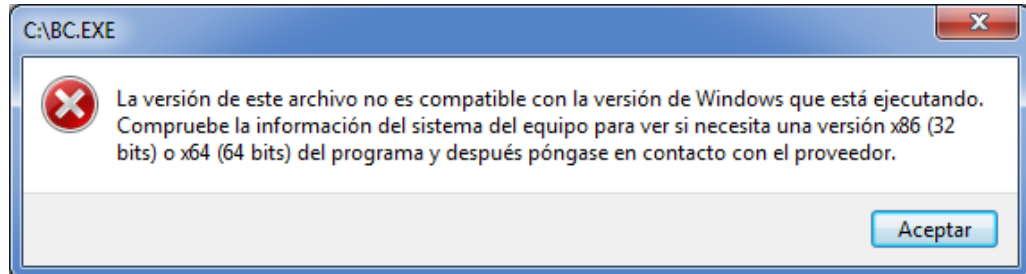 C:\BC.EXE
La versión de este archivo no es compatible con la versión de Windows que está ejecutando.
Compruebe la información del sistema del equipo para ver si necesita una versión x86 (32
bits) o x64 (64 bits) del programa y después póngase en contacto con el proveedor.
Aceptar